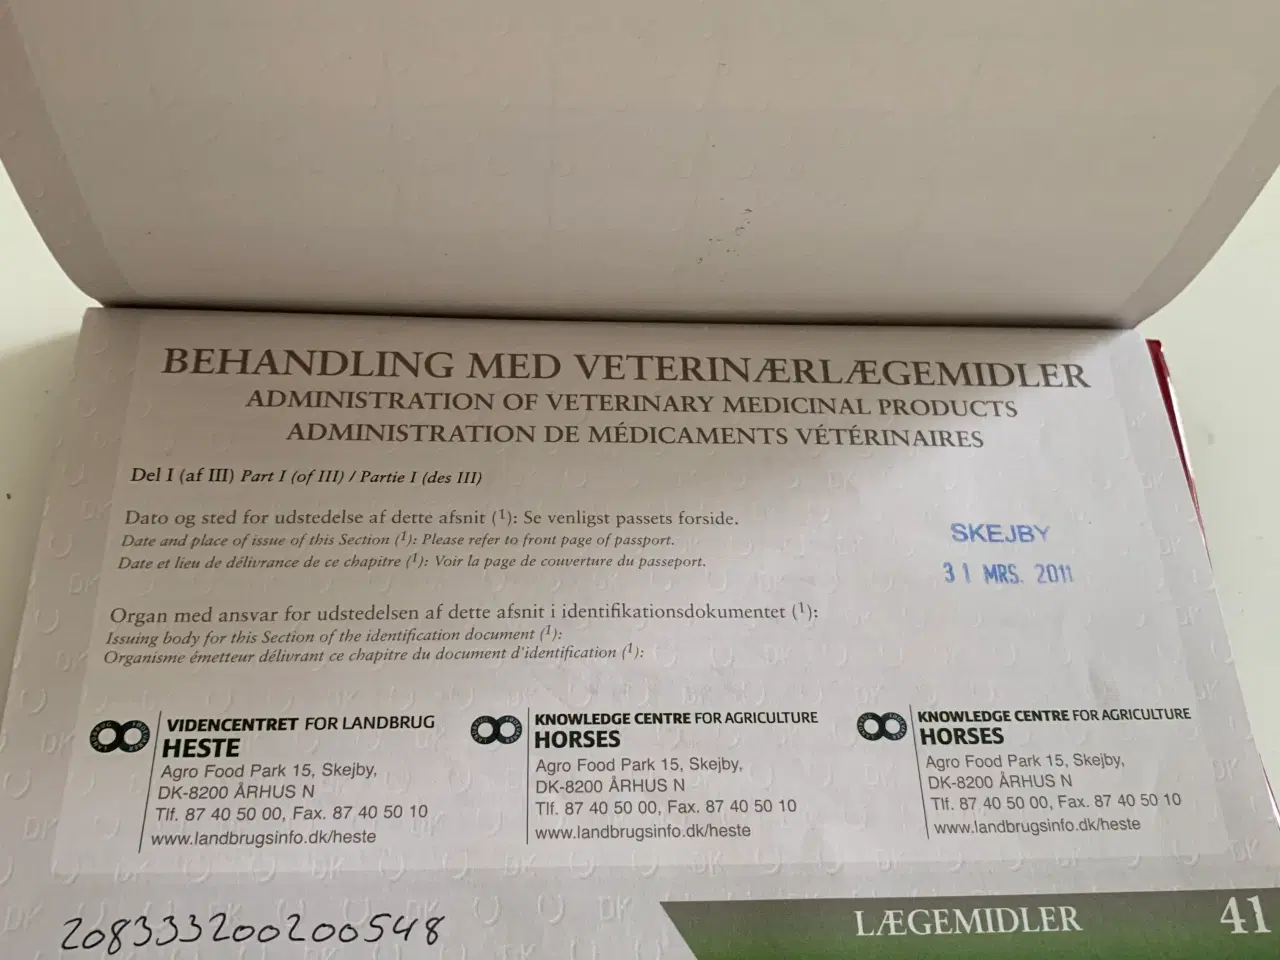 BEHANDLING MED VETERINÆRLÆGEMIDLER
ADMINISTRATION OF VETERINARY MEDICINAL PRODUCTS
ADMINISTRATION DE MÉDICAMENTS VÉTÉRINAIRES
Del I (af III) Part I (of III) / Partie I (des III)
Dato og sted for udstedelse af dette afsnit (1): Se venligst passets forside.
Date and place of issue of this Section (1): Please refer to front page of passport.
Date et lieu de délivrance de ce chapitre (1): Voir la page de couverture du passeport.
SKEJBY
31 MRS. 2011
Organ med ansvar for udstedelsen af dette afsnit i identifikationsdokumentet (1):
Issuing body for this Section of the identification document (1):
Organisme émetteur délivrant ce chapitre du document d'identification (1):
VIDENCENTRET FOR LANDBRUG
HESTE
Agro Food Park 15, Skejby,
DK-8200 ÅRHUS N
Tlf. 87 40 50 00, Fax. 87 40 50 10
www.landbrugsinfo.dk/heste
KNOWLEDGE CENTRE FOR AGRICULTURE
HORSES
Agro Food Park 15, Skejby,
DK-8200 ÅRHUS N
Tlf. 87 40 50 00, Fax. 87 40 50 10
www.landbrugsinfo.dk/heste
KNOWLEDGE CENTRE FOR AGRICULTURE
HORSES
Agro Food Park 15, Skejby,
DK-8200 ÅRHUS N
Tlf. 87 40 50 00, Fax. 87 40 50 10
www.landbrugsinfo.dk/heste
208333200200548
LÆGEMIDLER 41